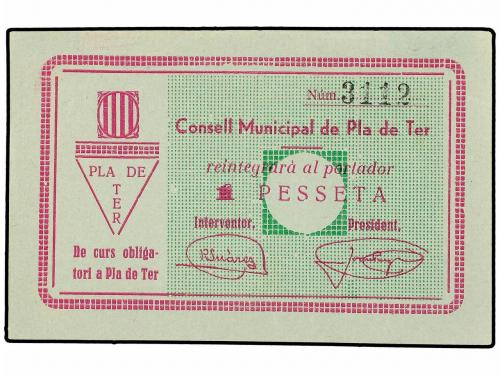 Núm. 3112
Consell Municipal de Pla de Ter
reintegrarà al portador
1 PESSETA
Interventor,
President,
PLA DE
TER
De curs obliga-
tori a Pla de Ter